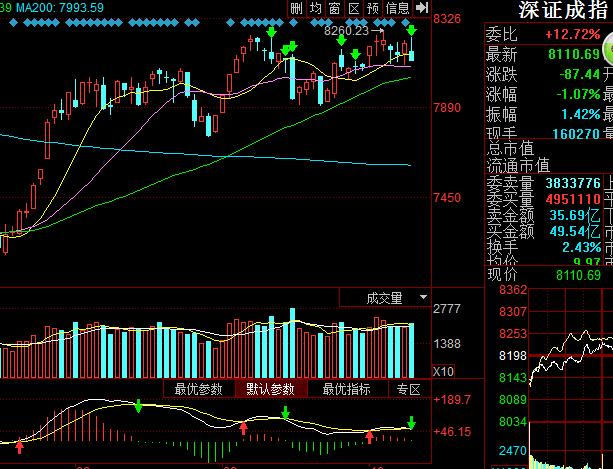 39 MA200: 7993.59
删 均 窗 区 预 信息
深证成指
8326
8260.23
7890
7450
委比 +12.72%
最新 8110.69
涨跌 -87.44 开
涨幅 -1.07% 最
振幅 1.42% 最
现手 160270 量
总市值
流通市值
委卖量 3833776 上
委买量 4951110 平
卖金额 35.69亿
买金额 49.54亿 市
换手 2.43% 市
均价 9.97 市
现价 8110.69
成交量
2777
1388
X10
最优参数 默认参数 最优指标 专区
+189.7
+46.15
8362
8307
8253
8198
8143
8089
8034
2470
1853